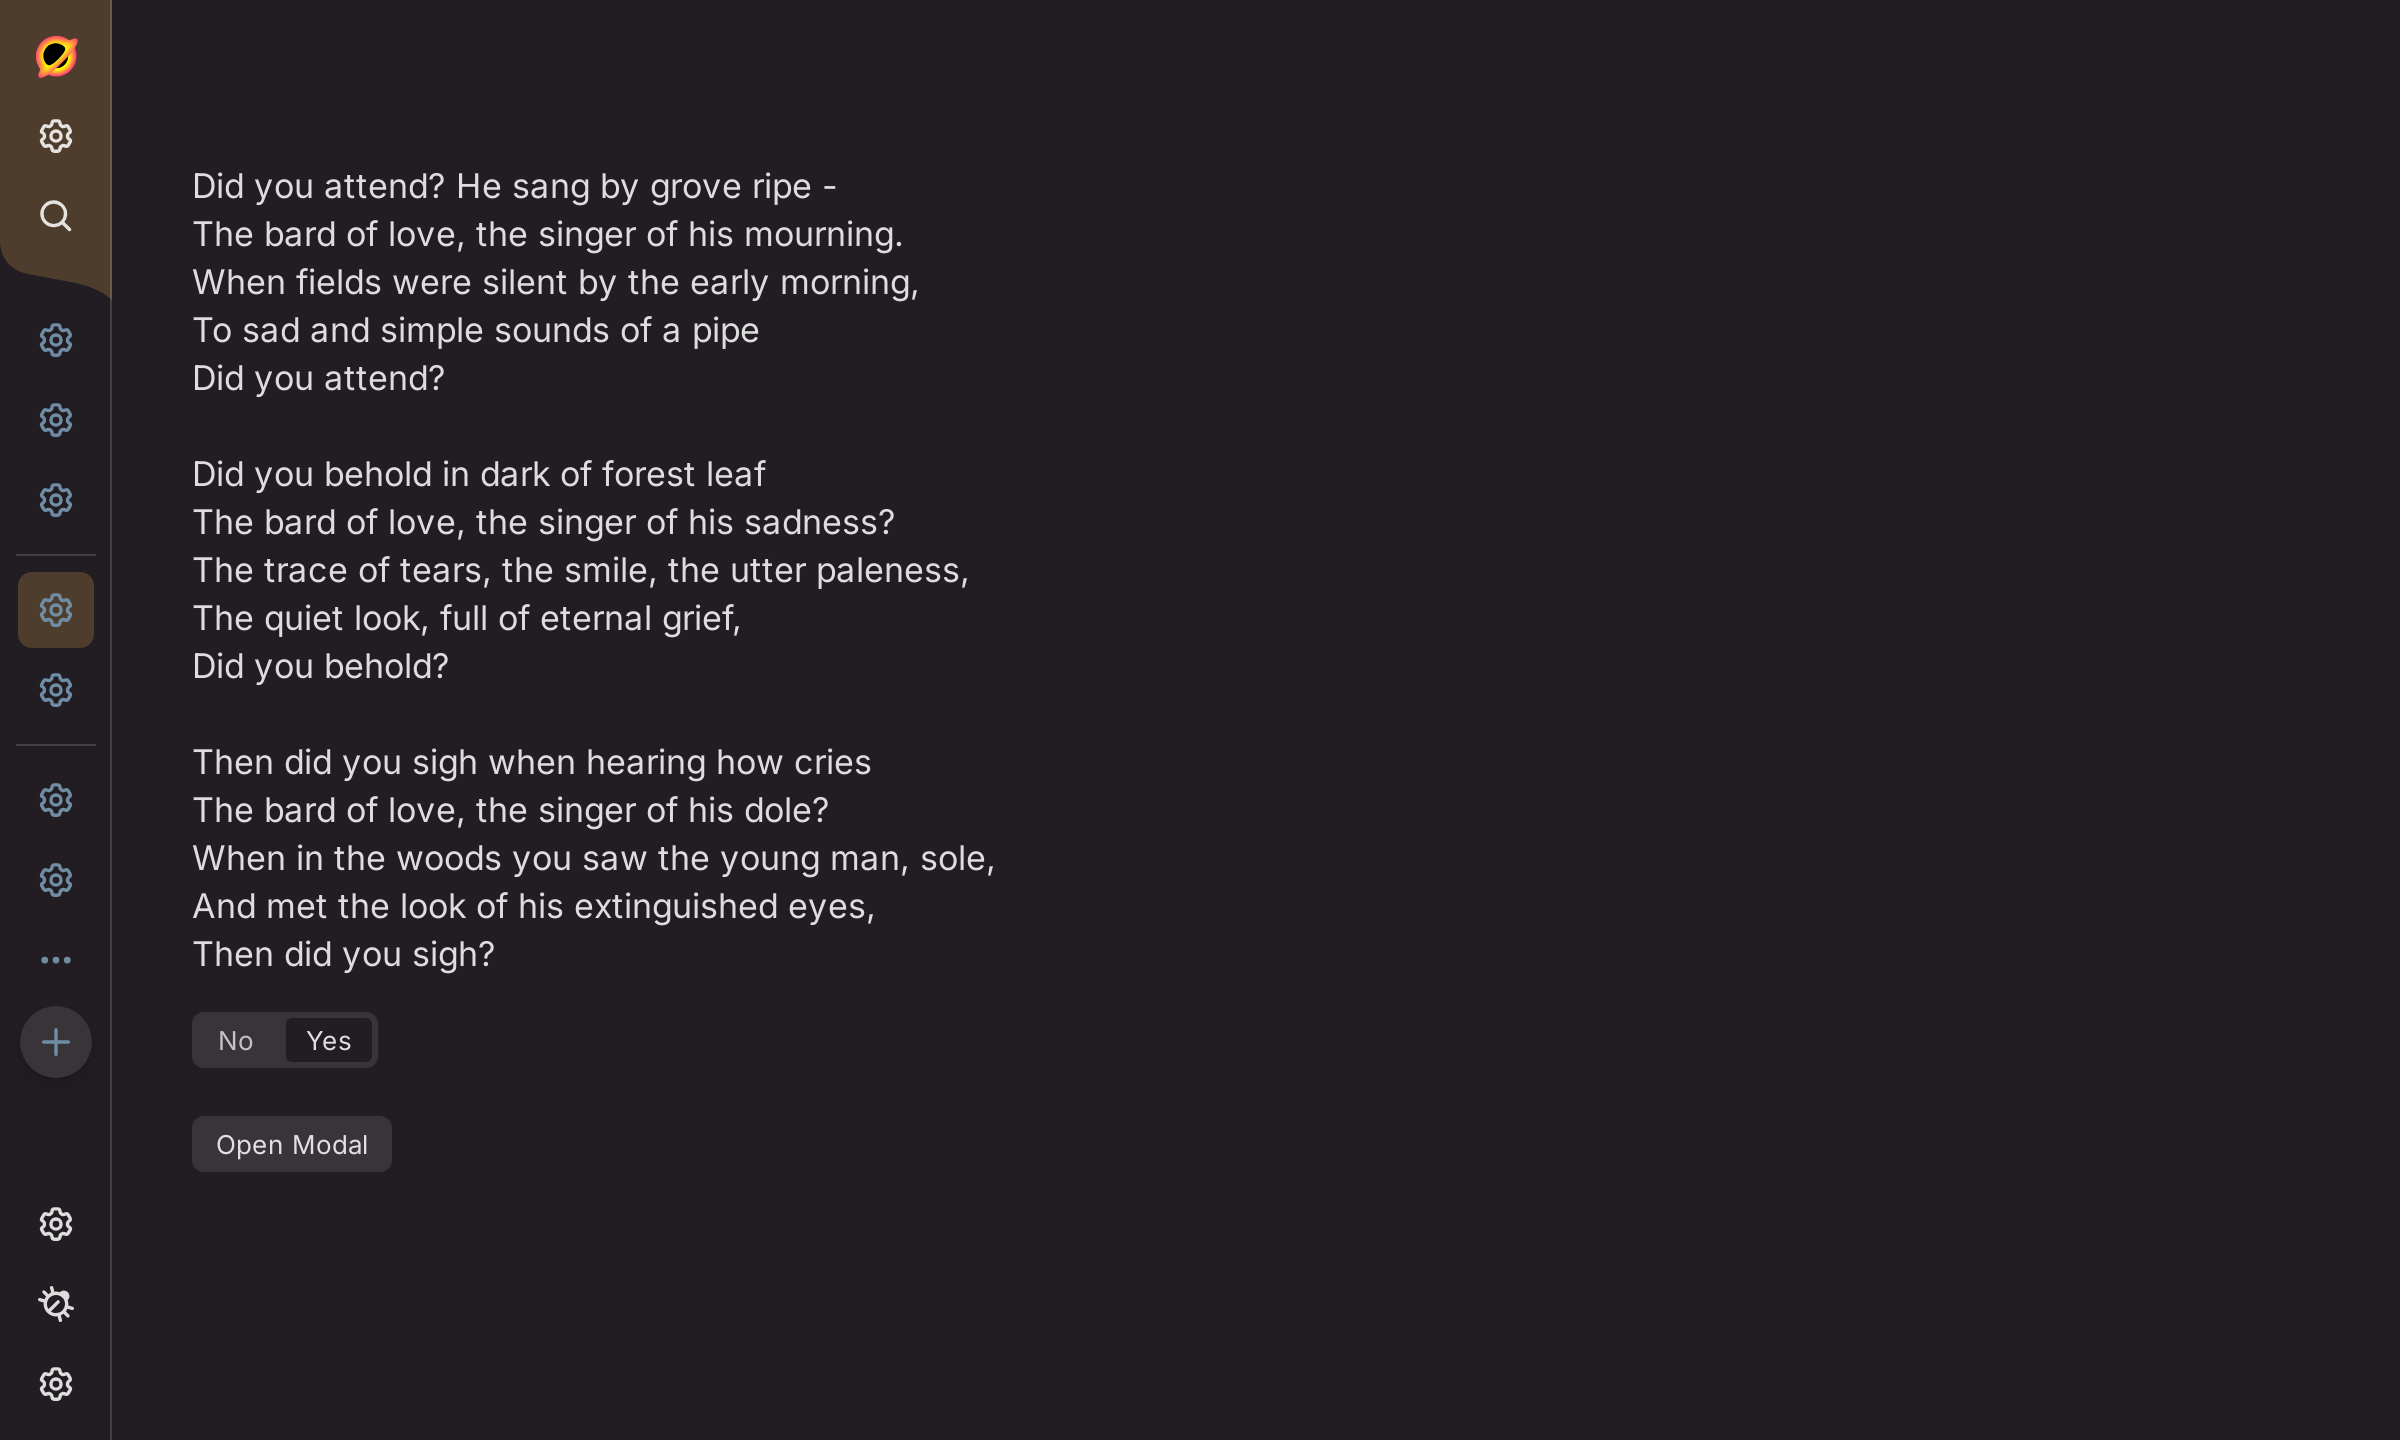 Did you attend? He sang by grove ripe -
The bard of love, the singer of his mourning.
When fields were silent by the early morning,
To sad and simple sounds of a pipe
Did you attend?
Did you behold in dark of forest leaf
The bard of love, the singer of his sadness?
The trace of tears, the smile, the utter paleness,
The quiet look, full of eternal grief,
Did you behold?
Then did you sigh when hearing how cries
The bard of love, the singer of his dole?
When in the woods you saw the young man, sole,
And met the look of his extinguished eyes,
Then did you sigh?
No Yes
Open Modal